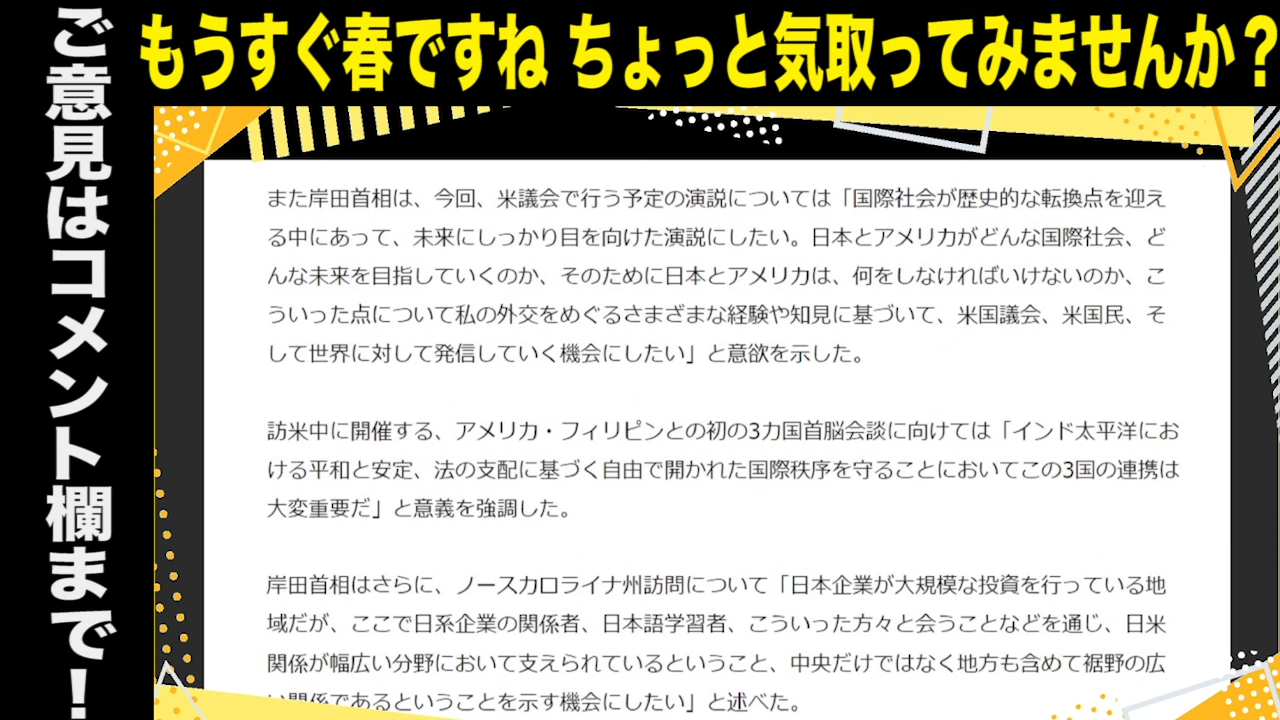 もうすぐ春ですね ちょっと気取ってみませんか?
ご意見はコメント欄まで!
また岸田首相は、今回、米議会で行う予定の演説については「国際社会が歴史的な転換点を迎え
る中にあって、未来にしっかり目を向けた演説にしたい。日本とアメリカがどんな国際社会、ど
んな未来を目指していくのか、そのために日本とアメリカは、何をしなければいけないのか、こ
ういった点について私の外交をめぐるさまざまな経験や知見に基づいて、米国議会、米国民、そ
して世界に対して発信していく機会にしたい」と意欲を示した。
訪米中に開催する、アメリカ・フィリピンとの初の3カ国首脳会談に向けては「インド太平洋にお
ける平和と安定、法の支配に基づく自由で開かれた国際秩序を守ることにおいてこの3国の連携は
大変重要だ」と意義を強調した。
岸田首相はさらに、ノースカロライナ州訪問について「日本企業が大規模な投資を行っている地
域だが、ここで日系企業の関係者、日本語学習者、こういった方々と会うことなどを通じ、日米
関係が幅広い分野において支えられているということ、中央だけではなく地方も含めて裾野の広
い関係であるということを示す機会にしたい」と述べた。